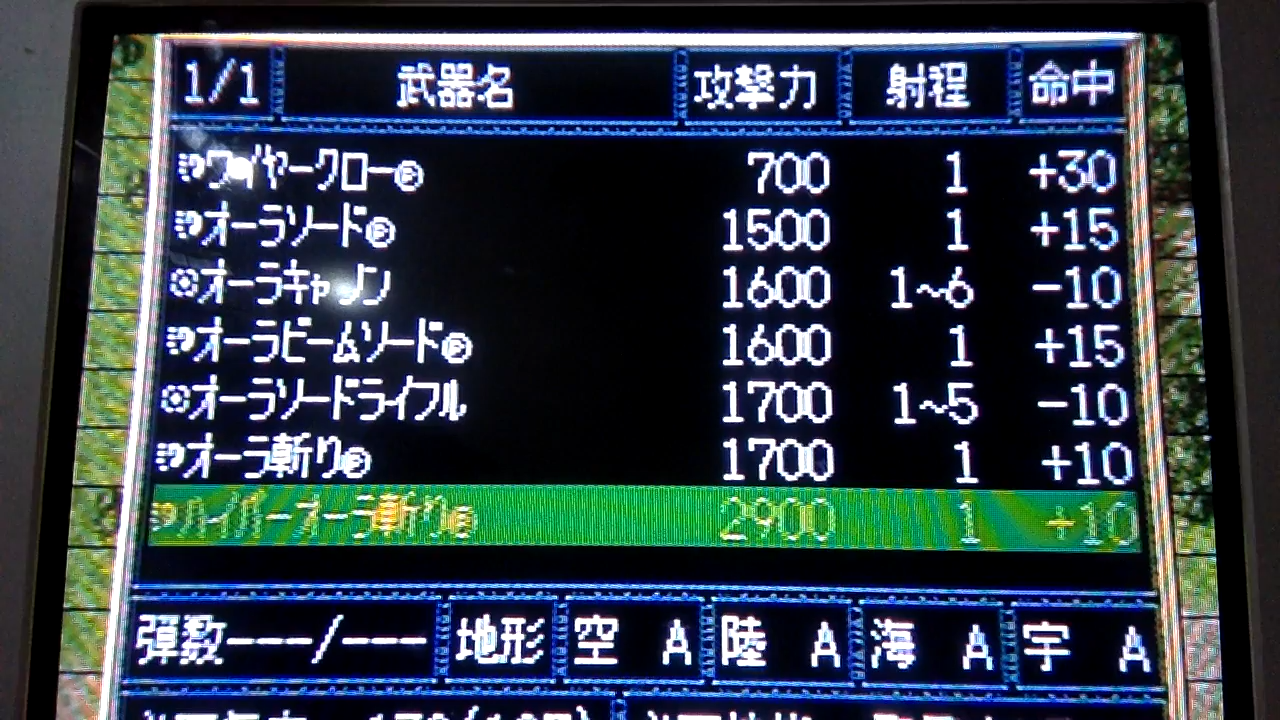 1/1 武器名 攻撃力 射程 命中
ワイヤークローⓅ 700 1 +30
オーラソードⓅ 1500 1 +15
オーラキャノン 1600 1~6 -10
オーラビームソードⓅ 1600 1 +15
オーラソードライフル 1700 1~5 -10
オーラ斬りⓅ 1700 1 +10
ハイパーオーラ斬りⓅ 2900 1 +10
弾数---/--- 地形 空 A 陸 A 海 A 宇 A